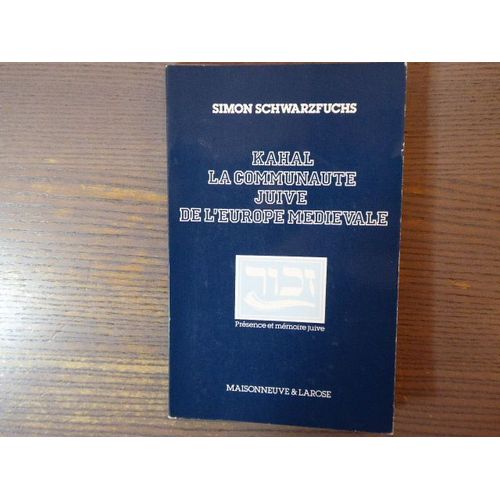 SIMON SCHWARZFUCHS
KAHAL
LA COMMUNAUTE
JUIVE
DE L'EUROPE MEDIEVALE
זכור
Présence et mémoire juive
MAISONNEUVE & LAROSE